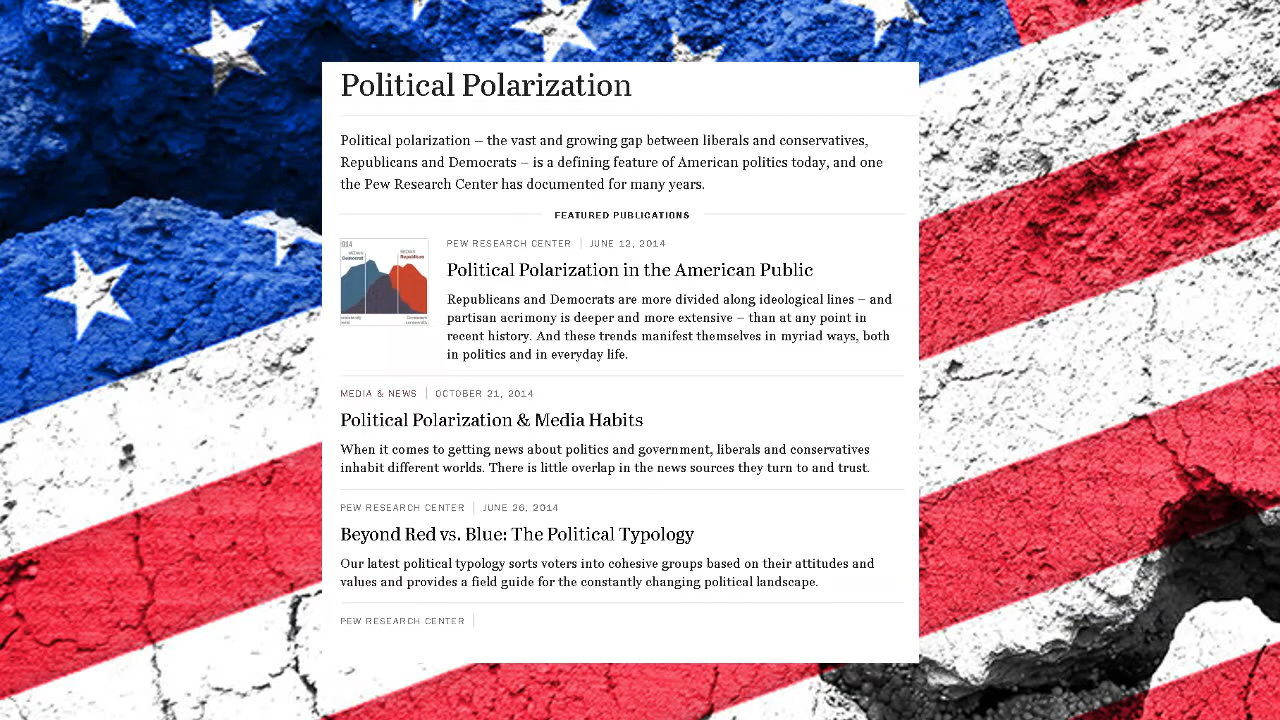 Political Polarization
Political polarization – the vast and growing gap between liberals and conservatives,
Republicans and Democrats – is a defining feature of American politics today, and one
the Pew Research Center has documented for many years.
FEATURED PUBLICATIONS
PEW RESEARCH CENTER | JUNE 12, 2014
Political Polarization in the American Public
Republicans and Democrats are more divided along ideological lines – and
partisan acrimony is deeper and more extensive – than at any point in
recent history. And these trends manifest themselves in myriad ways, both
in politics and in everyday life.
014
MEDIAN
Democrat
MEDIAN
Republican
MEDIA & NEWS | OCTOBER 21, 2014
Political Polarization & Media Habits
When it comes to getting news about politics and government, liberals and conservatives
inhabit different worlds. There is little overlap in the news sources they turn to and trust.
PEW RESEARCH CENTER | JUNE 26, 2014
Beyond Red vs. Blue: The Political Typology
Our latest political typology sorts voters into cohesive groups based on their attitudes and
values and provides a field guide for the constantly changing political landscape.
PEW RESEARCH CENTER |